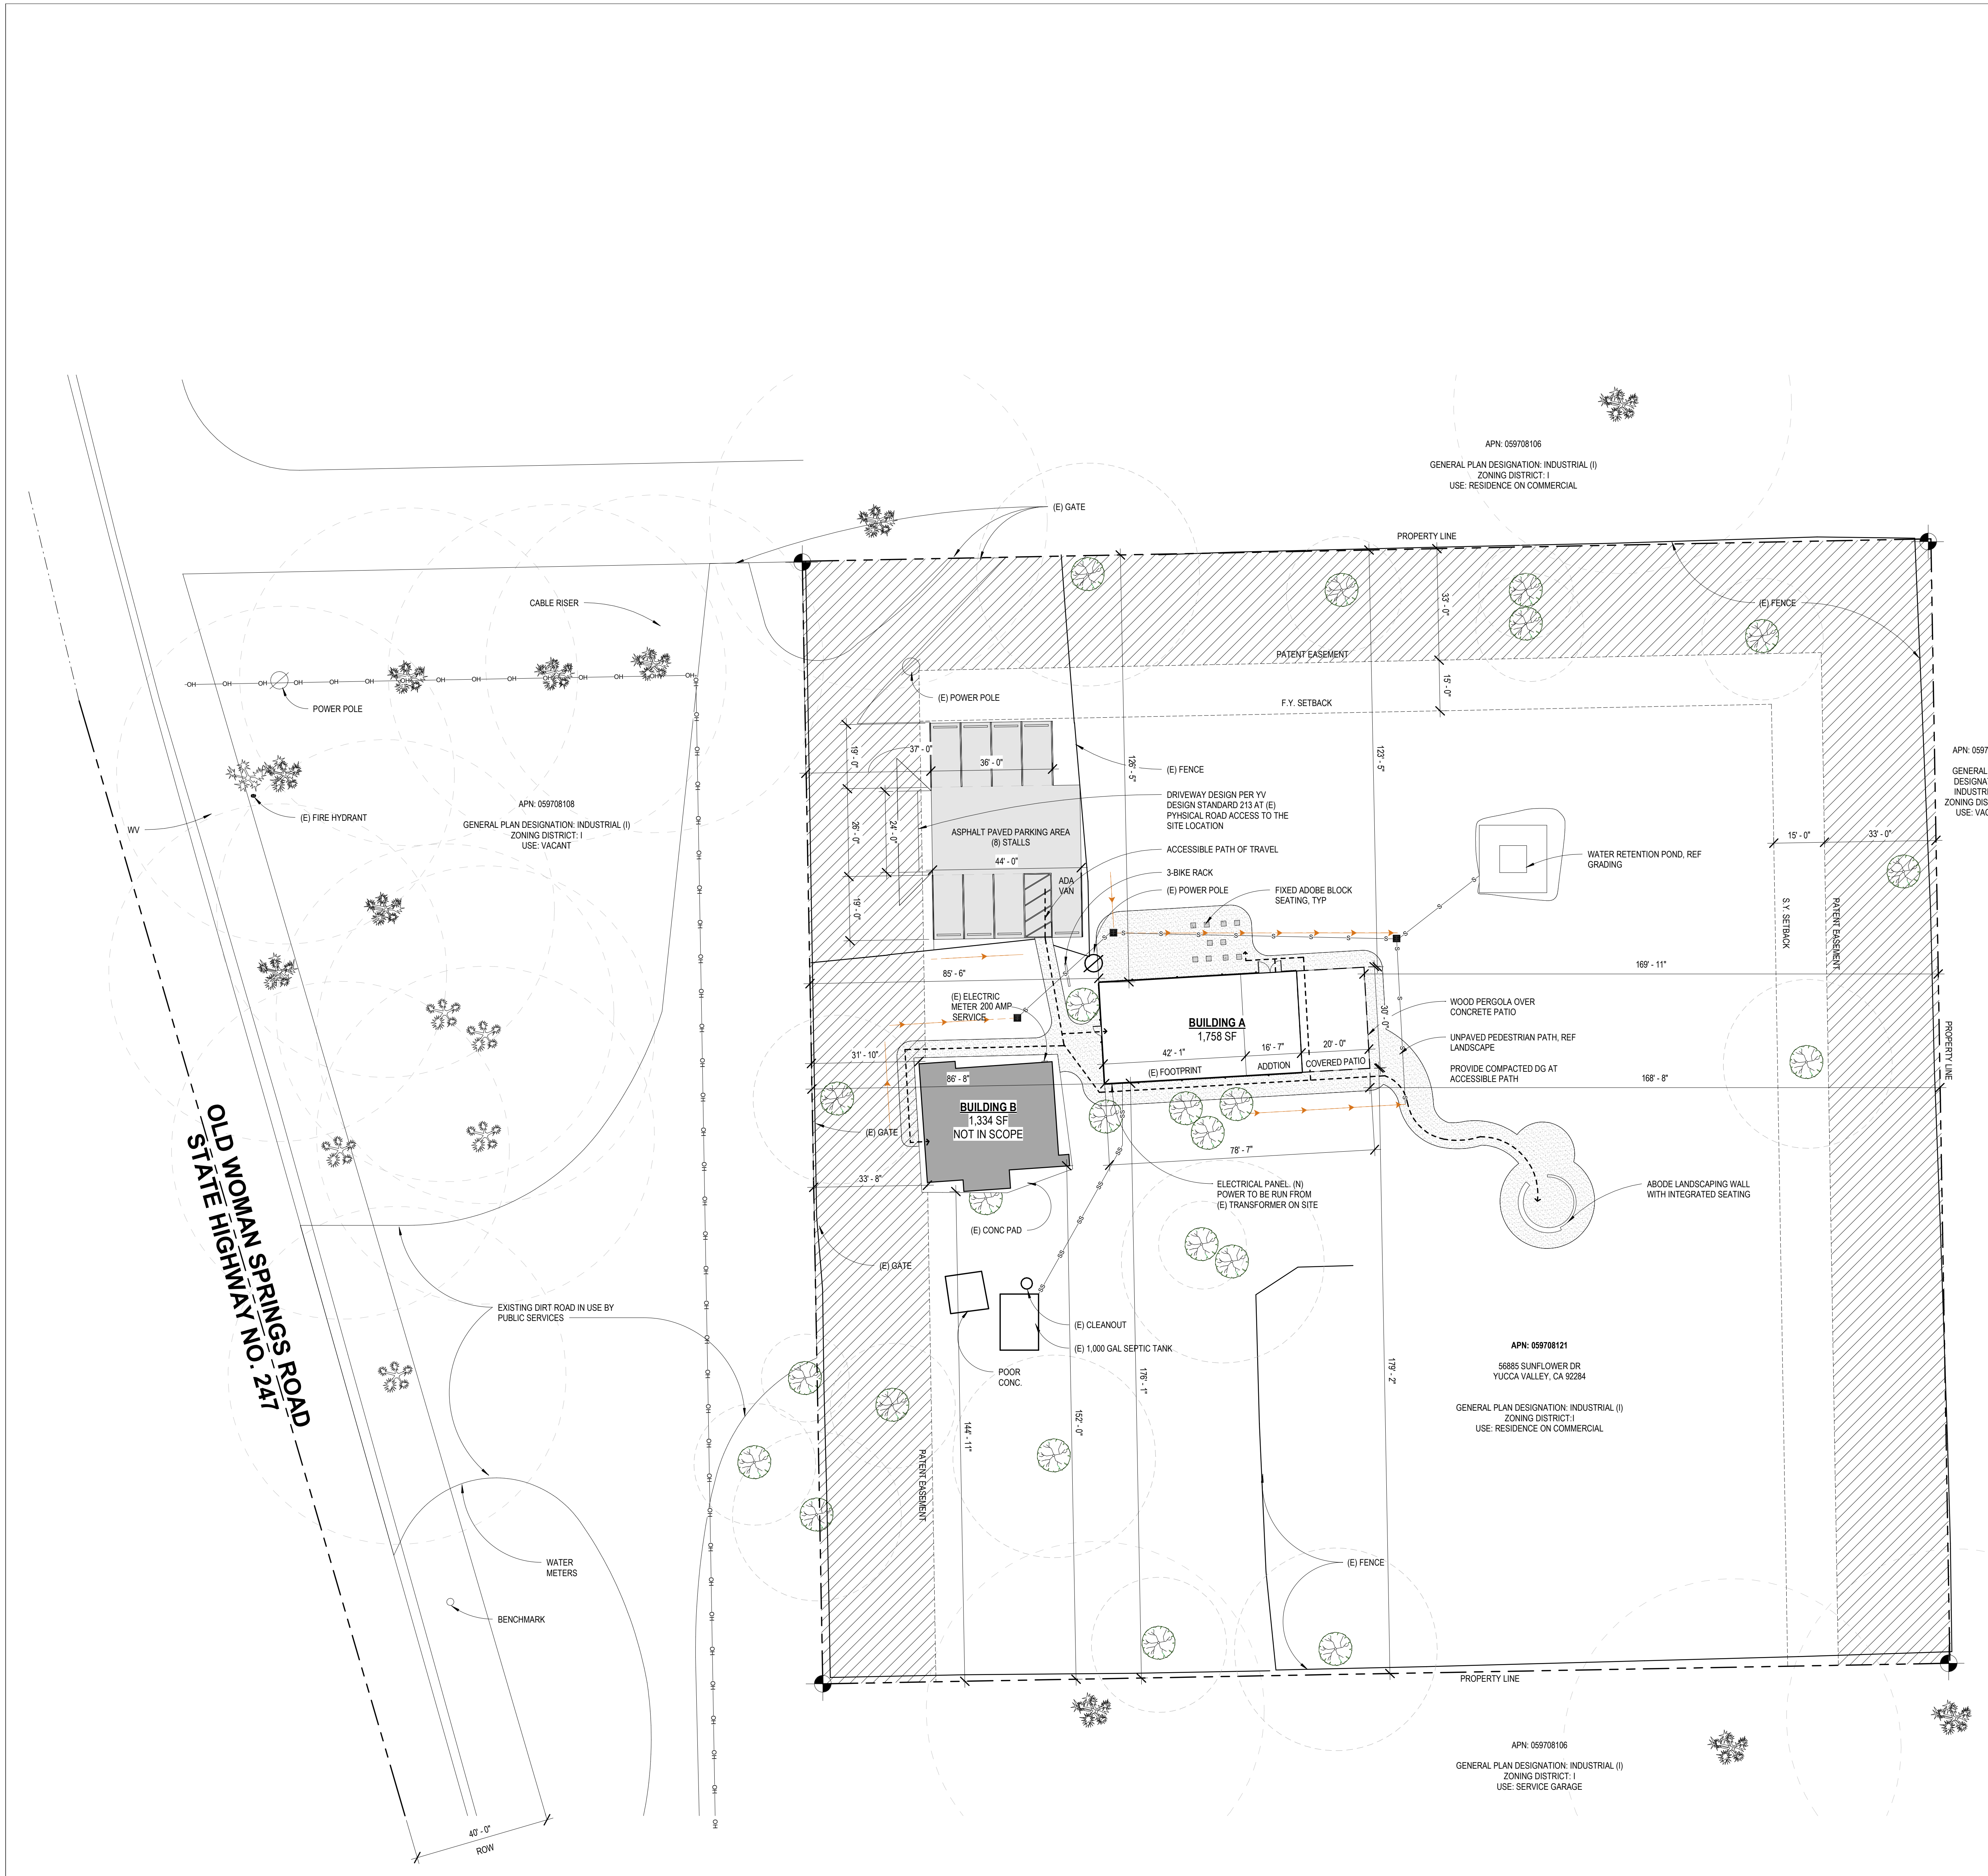 APN: 059708106
GENERAL PLAN DESIGNATION: INDUSTRIAL (I)
ZONING DISTRICT: I
USE: RESIDENCE ON COMMERCIAL
(E) GATE
PROPERTY LINE
CABLE RISER
(E) FENCE
33' - 0"
PATENT EASEMENT
15' - 0"
(E) POWER POLE
F.Y. SETBACK
POWER POLE
OH
19' - 0"
37' - 0"
36' - 0"
126' - 5"
123' - 5"
(E) FENCE
APN: 0597
GENERAL
DESIGNA
INDUSTRI
ZONING DIS
USE: VAC
DRIVEWAY DESIGN PER YV
DESIGN STANDARD 213 AT (E)
PYHSICAL ROAD ACCESS TO THE
SITE LOCATION
APN: 059708108
GENERAL PLAN DESIGNATION: INDUSTRIAL (I)
ZONING DISTRICT: I
USE: VACANT
(E) FIRE HYDRANT
WV
26' - 0"
24' - 0"
ASPHALT PAVED PARKING AREA
(8) STALLS
44' - 0"
15' - 0"
33' - 0"
ACCESSIBLE PATH OF TRAVEL
WATER RETENTION POND, REF
GRADING
3-BIKE RACK
ADA
VAN
(E) POWER POLE
FIXED ADOBE BLOCK
SEATING, TYP
19' - 0"
S.Y. SETBACK
PATENT EASEMENT
85' - 6"
169' - 11"
(E) ELECTRIC
METER 200 AMP
SERVICE
WOOD PERGOLA OVER
CONCRETE PATIO
30' - 0"
BUILDING A
1,758 SF
UNPAVED PEDESTRIAN PATH, REF
LANDSCAPE
PROPERTY LINE
31' - 10"
42' - 1"
16' - 7"
20' - 0"
(E) FOOTPRINT
ADDTION
COVERED PATIO
PROVIDE COMPACTED DG AT
ACCESSIBLE PATH
86' - 8"
168' - 8"
BUILDING B
1,334 SF
NOT IN SCOPE
(E) GATE
78' - 7"
33' - 8"
ELECTRICAL PANEL. (N)
POWER TO BE RUN FROM
(E) TRANSFORMER ON SITE
ABODE LANDSCAPING WALL
WITH INTEGRATED SEATING
(E) CONC PAD
SS
(E) GATE
OLD WOMAN SPRINGS ROAD
STATE HIGHWAY NO. 247
EXISTING DIRT ROAD IN USE BY
PUBLIC SERVICES
(E) CLEANOUT
(E) 1,000 GAL SEPTIC TANK
POOR
CONC.
APN: 059708121
56885 SUNFLOWER DR
YUCCA VALLEY, CA 92284
GENERAL PLAN DESIGNATION: INDUSTRIAL (I)
ZONING DISTRICT:I
USE: RESIDENCE ON COMMERCIAL
144' - 11"
152' - 0"
176' - 1"
179' - 2"
PATENT EASEMENT
WATER
METERS
(E) FENCE
BENCHMARK
PROPERTY LINE
APN: 059708106
GENERAL PLAN DESIGNATION: INDUSTRIAL (I)
ZONING DISTRICT: I
USE: SERVICE GARAGE
40' - 0"
ROW